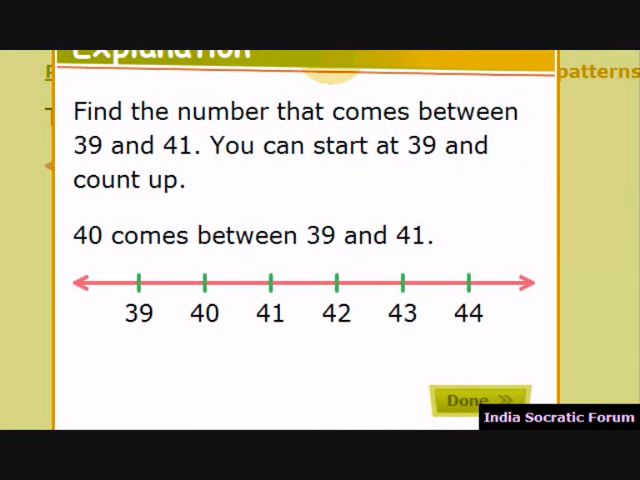 Explanation
patterns
Find the number that comes between
39 and 41. You can start at 39 and
count up.
40 comes between 39 and 41.
39 40 41 42 43 44
Done
India Socratic Forum